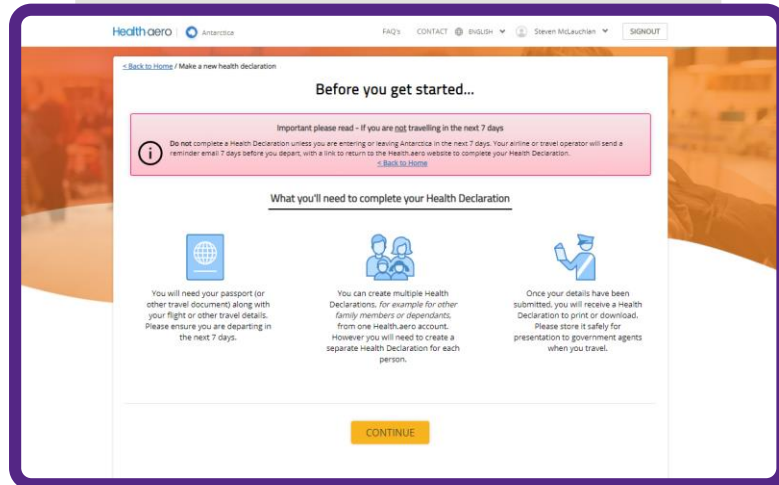 Health.aero | Antarctica FAQ's CONTACT ENGLISH Steven McLauchlan SIGNOUT
< Back to Home / Make a new health declaration
Before you get started...
Important please read - If you are not travelling in the next 7 days
Do not complete a Health Declaration unless you are entering or leaving Antarctica in the next 7 days. Your airline or travel operator will send a
reminder email 7 days before you depart, with a link to return to the Health.aero website to complete your Health Declaration.
< Back to Home
What you'll need to complete your Health Declaration
You will need your passport (or
other travel document) along with
your flight or other travel details.
Please ensure you are departing in
the next 7 days.
You can create multiple Health
Declarations, for example for other
family members or dependants,
from one Health.aero account.
However you will need to create a
separate Health Declaration for each
person.
Once your details have been
submitted, you will receive a Health
Declaration to print or download.
Please store it safely for
presentation to government agents
when you travel.
CONTINUE